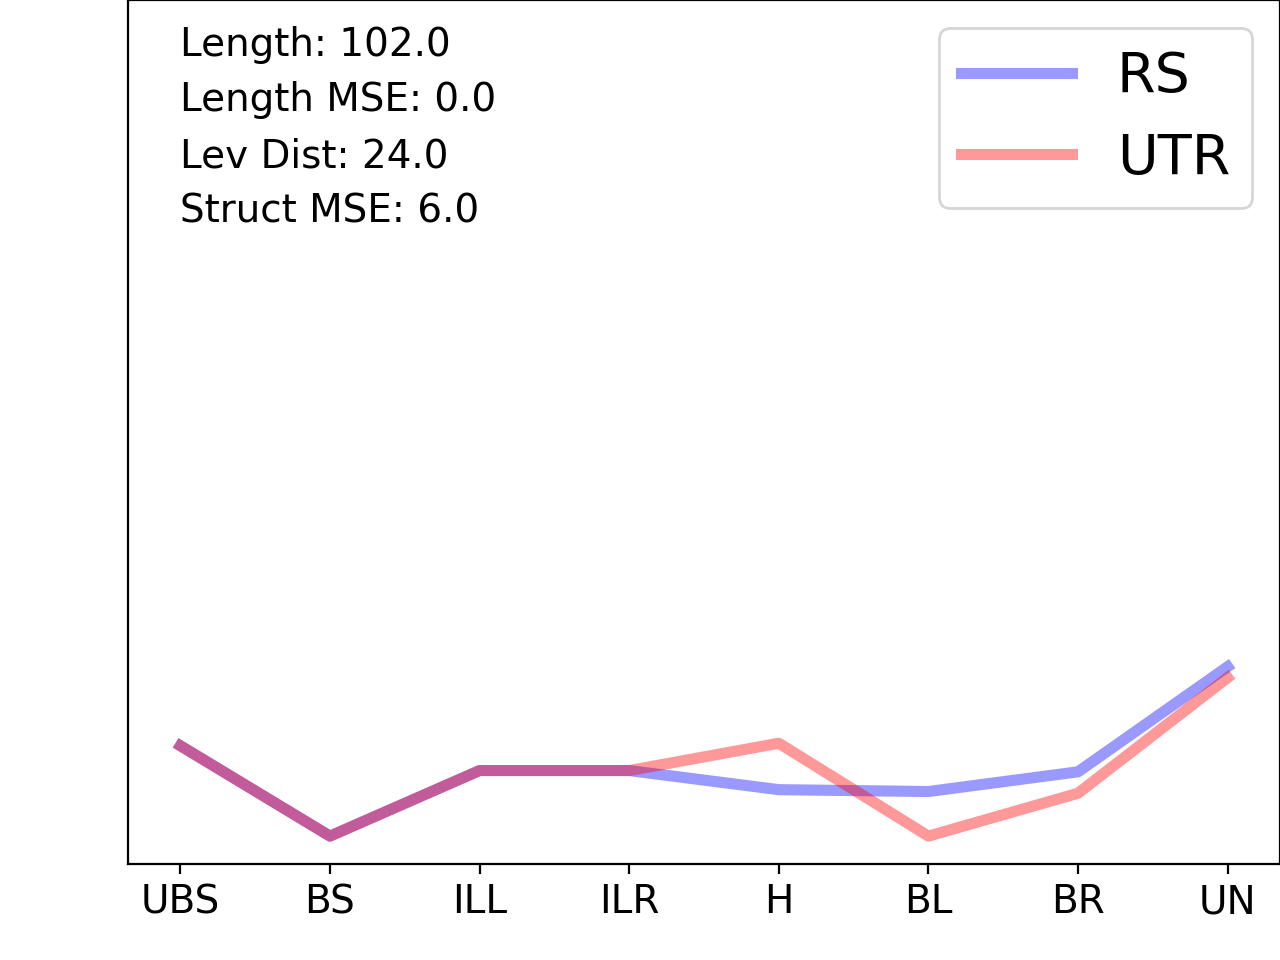 Length: 102.0
Length MSE: 0.0
Lev Dist: 24.0
Struct MSE: 6.0
RS
UTR
UBS BS ILL ILR H BL BR UN